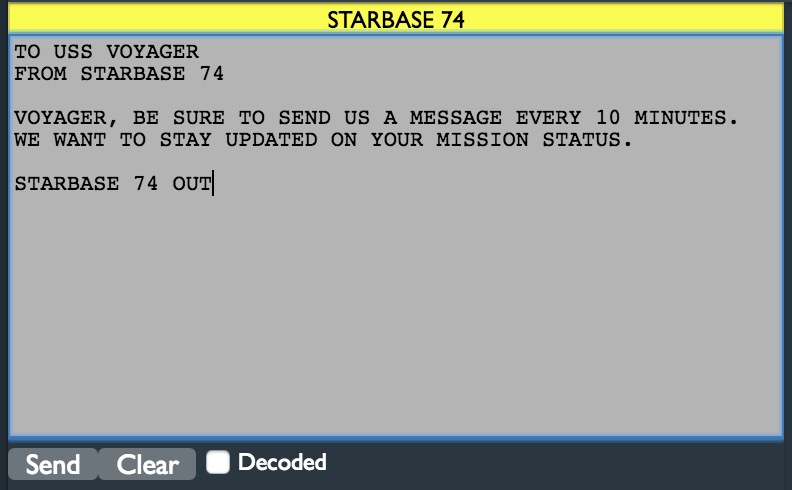 STARBASE 74
TO USS VOYAGER
FROM STARBASE 74
VOYAGER, BE SURE TO SEND US A MESSAGE EVERY 10 MINUTES.
WE WANT TO STAY UPDATED ON YOUR MISSION STATUS.
STARBASE 74 OUT
Send Clear Decoded